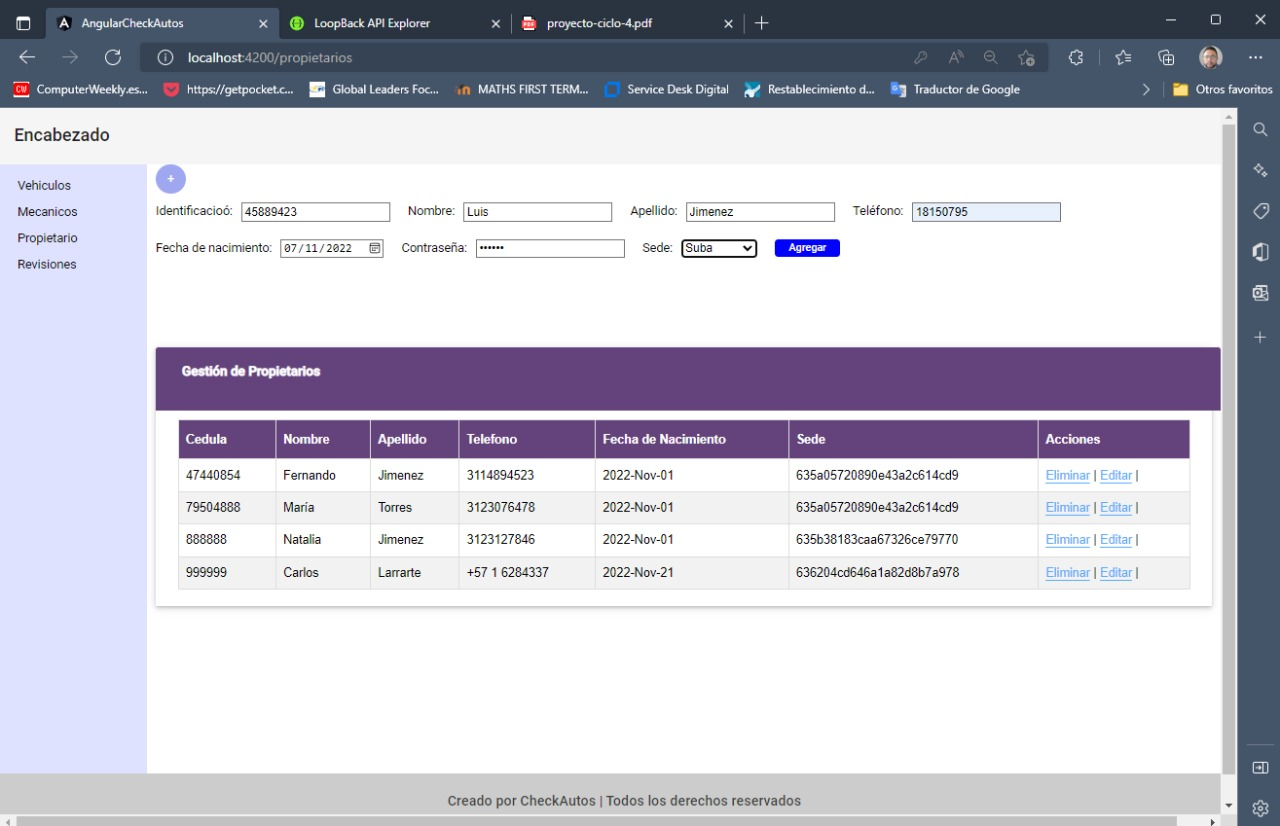 AngularCheckAutos LoopBack API Explorer proyecto-ciclo-4.pdf
localhost:4200/propietarios
ComputerWeekly.es... https://getpocket.c... Global Leaders Foc... MATHS FIRST TERM... Service Desk Digital Restablecimiento d... Traductor de Google Otros favoritos
Encabezado
Vehiculos
Mecanicos
Propietario
Revisiones
+
Identificacioó: 45889423 Nombre: Luis Apellido: Jimenez Teléfono: 18150795
Fecha de nacimiento: 07/11/2022 Contraseña: •••••• Sede: Suba Agregar
Gestión de Propietarios
Cedula Nombre Apellido Telefono Fecha de Nacimiento Sede Acciones
47440854 Fernando Jimenez 3114894523 2022-Nov-01 635a05720890e43a2c614cd9 Eliminar | Editar |
79504888 María Torres 3123076478 2022-Nov-01 635a05720890e43a2c614cd9 Eliminar | Editar |
888888 Natalia Jimenez 3123127846 2022-Nov-01 635b38183caa67326ce79770 Eliminar | Editar |
999999 Carlos Larrarte +57 1 6284337 2022-Nov-21 636204cd646a1a82d8b7a978 Eliminar | Editar |
Creado por CheckAutos | Todos los derechos reservados